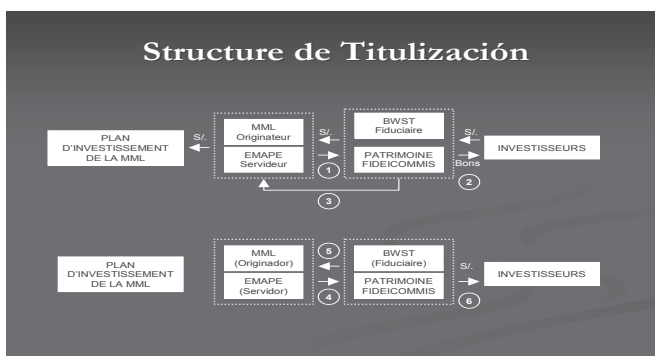 Structure de Titulización
PLAN
D'INVESTISSEMENT
DE LA MML
S/.
MML
Originateur
EMAPE
Servideur
S/.
1
BWST
Fiduciaire
PATRIMOINE
FIDEICOMMIS
S/.
Bons
2
INVESTISSEURS
3
PLAN
D'INVESTISSEMENT
DE LA MML
MML
(Originador)
EMAPE
(Servidor)
5
4
BWST
(Fiduciaire)
PATRIMOINE
FIDEICOMMIS
S/.
6
INVESTISSEURS